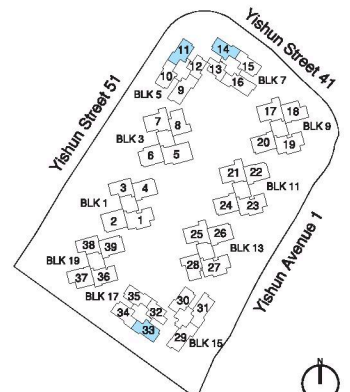 Yishun Street 41
Yishun Street 51
11
14
12
13
15
10
9
16
BLK 5
BLK 7
7
8
17
18
BLK 3
BLK 9
6
5
20
19
21
22
3
4
BLK 11
BLK 1
24
23
2
1
25
26
38
39
BLK 13
BLK 19
28
27
37
36
Yishun Avenue 1
BLK 17
35
30
34
32
31
33
29
BLK 15
N